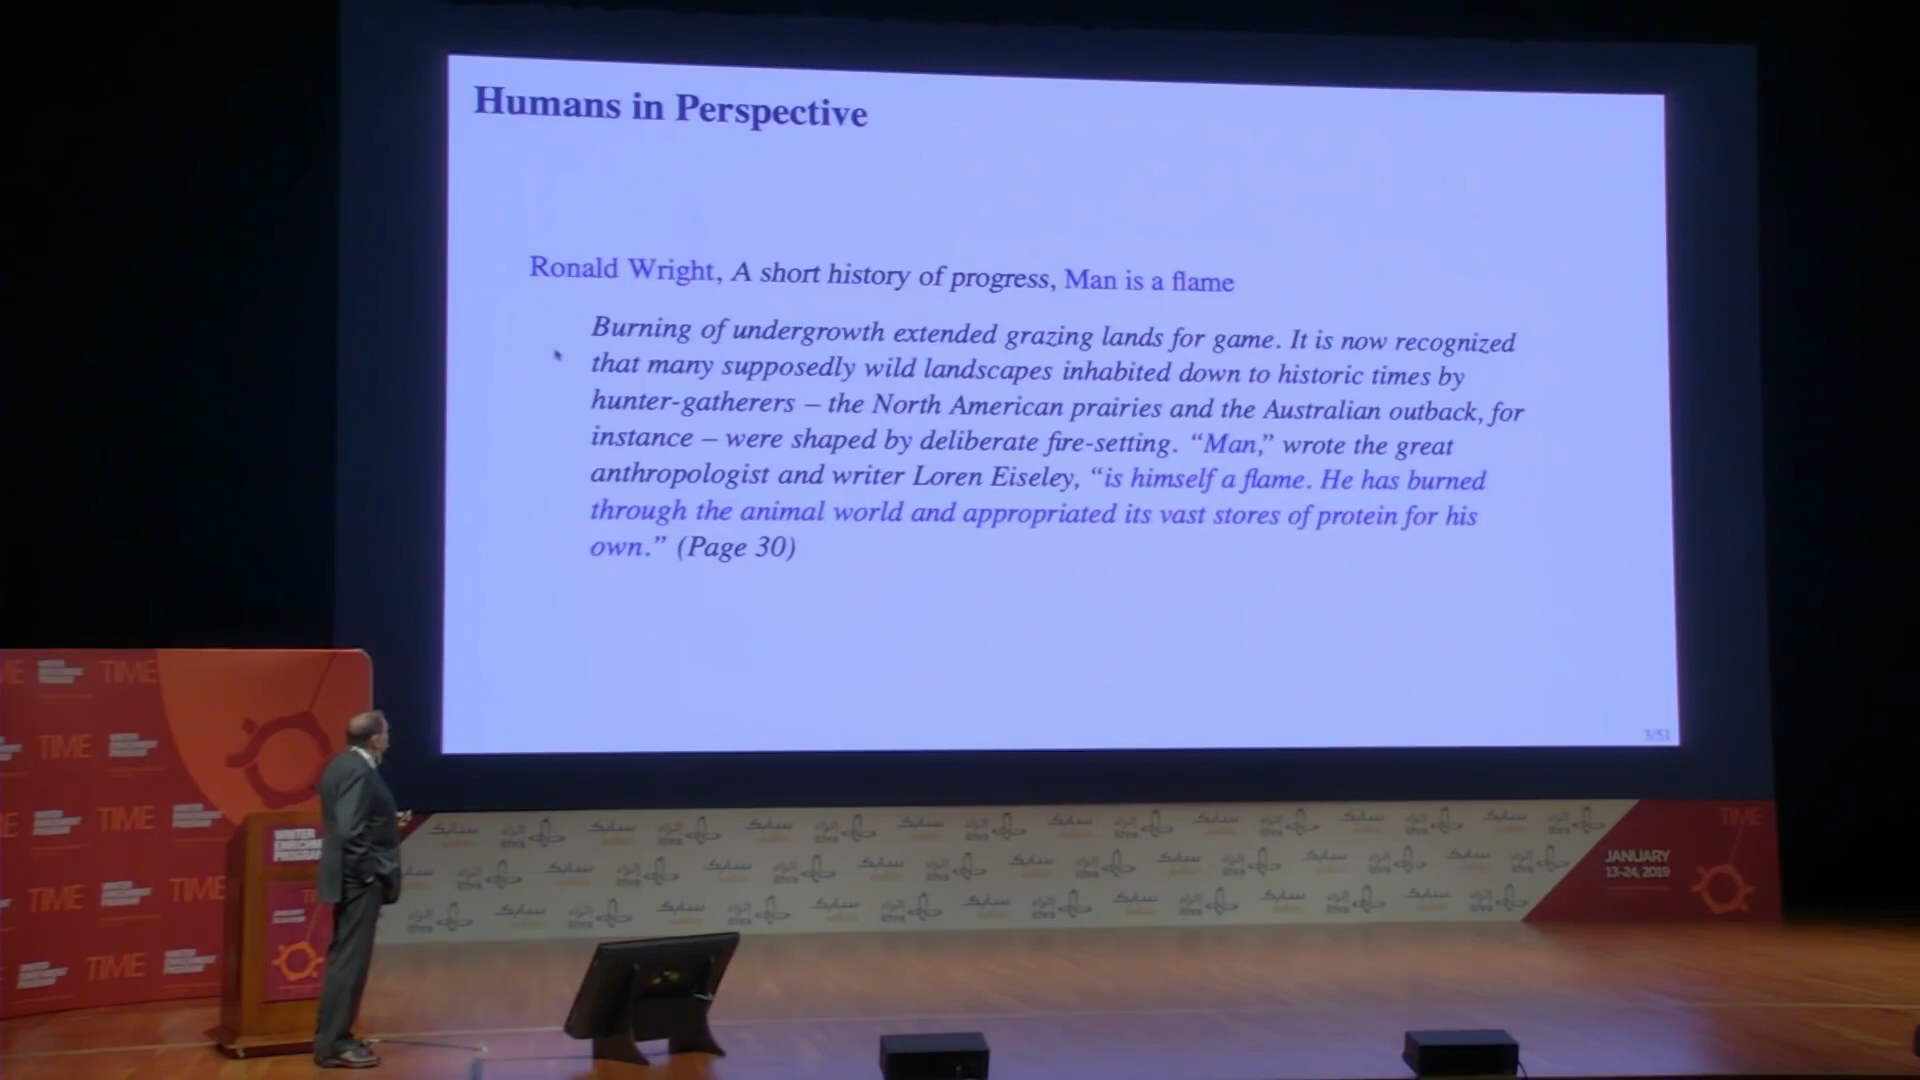 Humans in Perspective
Ronald Wright, A short history of progress, Man is a flame
Burning of undergrowth extended grazing lands for game. It is now recognized
that many supposedly wild landscapes inhabited down to historic times by
hunter-gatherers – the North American prairies and the Australian outback, for
instance – were shaped by deliberate fire-setting. “Man,” wrote the great
anthropologist and writer Loren Eiseley, “is himself a flame. He has burned
through the animal world and appropriated its vast stores of protein for his
own.” (Page 30)
3/51
TIME
TIME
TIME
TIME
TIME
TIME
WINTER
TIME
JANUARY
13-24, 2019